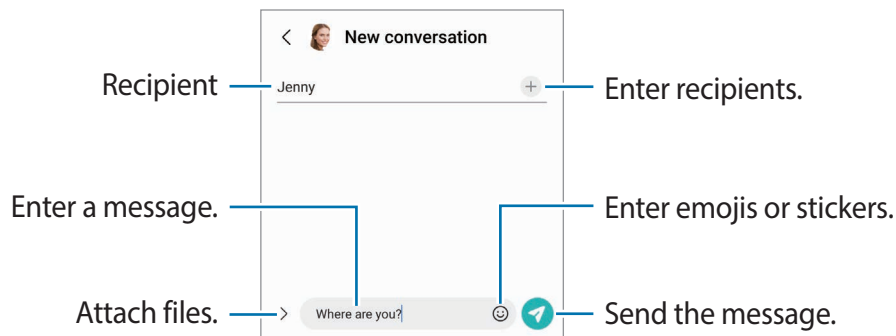 New conversation
Recipient
Jenny
Enter recipients.
Enter a message.
Enter emojis or stickers.
Attach files.
Where are you?
Send the message.